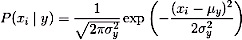 P(x_i | y) = \frac{1}{\sqrt{2\pi\sigma_y^2}} \exp\left(-\frac{(x_i - \mu_y)^2}{2\sigma_y^2}\right)